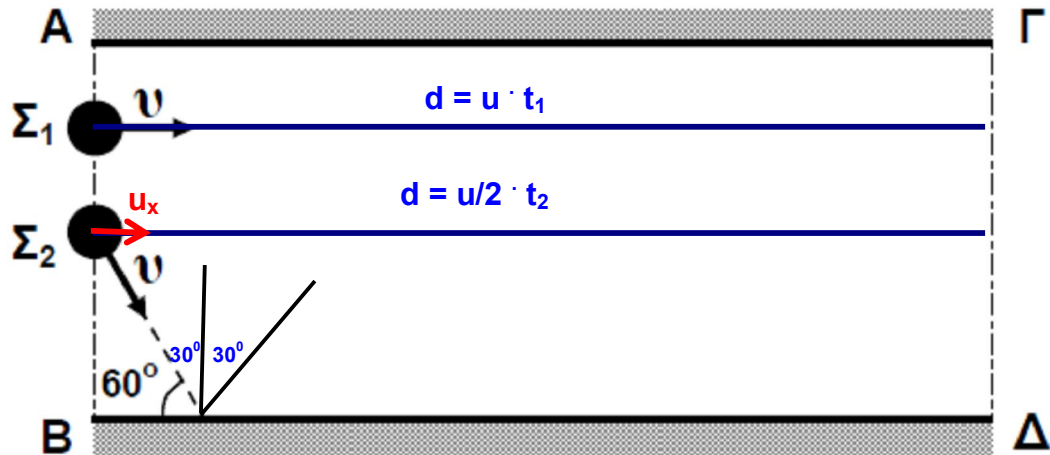 Α Γ
d = u · t₁
Σ₁ υ
d = u/2 · t₂
uₓ
Σ₂ υ
30⁰ 30⁰
60°
Β Δ